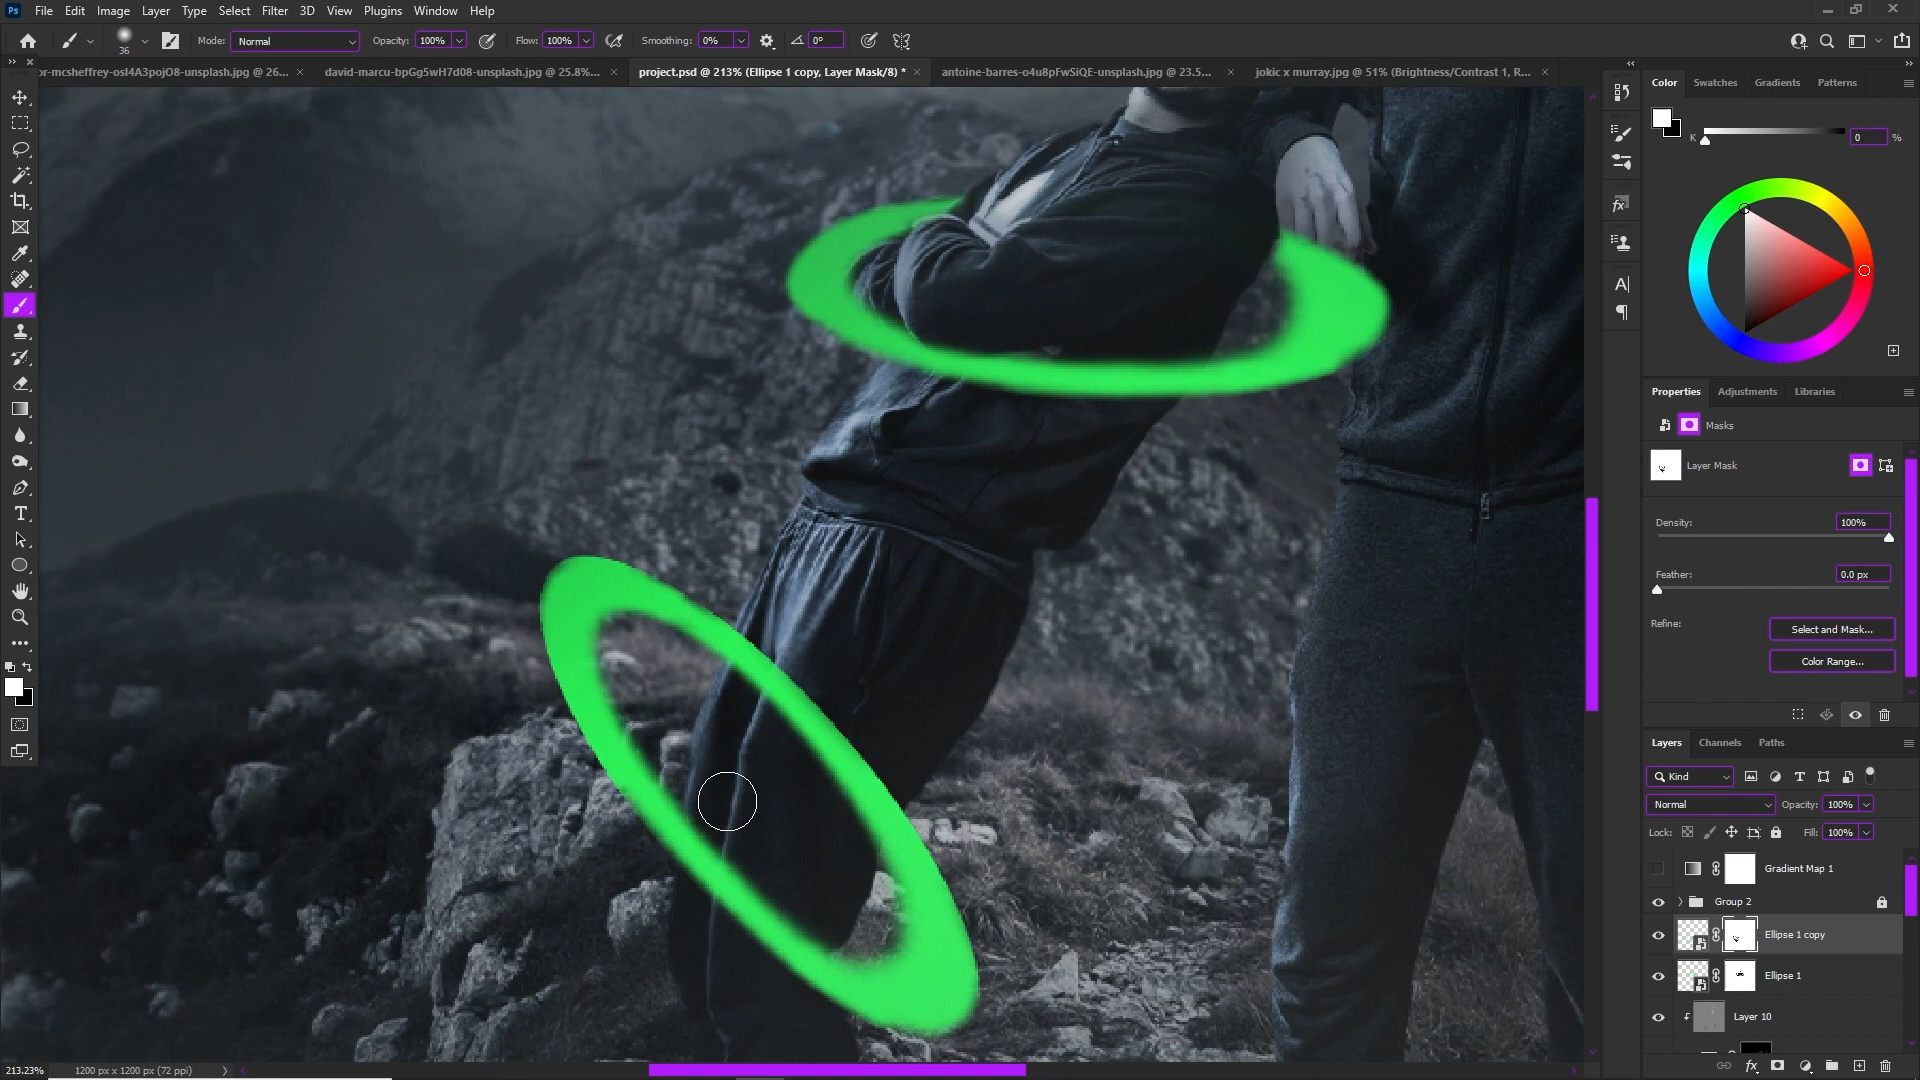 Ps File Edit Image Layer Type Select Filter 3D View Plugins Window Help
36 Mode: Normal Opacity: 100% Flow: 100% Smoothing: 0% 0°
or-mcsheffrey-osI4A3pojO8-unsplash.jpg @ 26... david-marcu-bpGg5wH7d08-unsplash.jpg @ 25.8%... project.psd @ 213% (Ellipse 1 copy, Layer Mask/8) * antoine-barres-o4u8pFwSiQE-unsplash.jpg @ 23.5... jokic x murray.jpg @ 51% (Brightness/Contrast 1, R...
Color Swatches Gradients Patterns
K 0 %
Properties Adjustments Libraries
Masks
Layer Mask
Density: 100%
Feather: 0.0 px
Refine: Select and Mask...
Color Range...
Layers Channels Paths
Kind
Normal Opacity: 100%
Lock: Fill: 100%
Gradient Map 1
Group 2
Ellipse 1 copy
Ellipse 1
Layer 10
213.23% 1200 px x 1200 px (72 ppi)